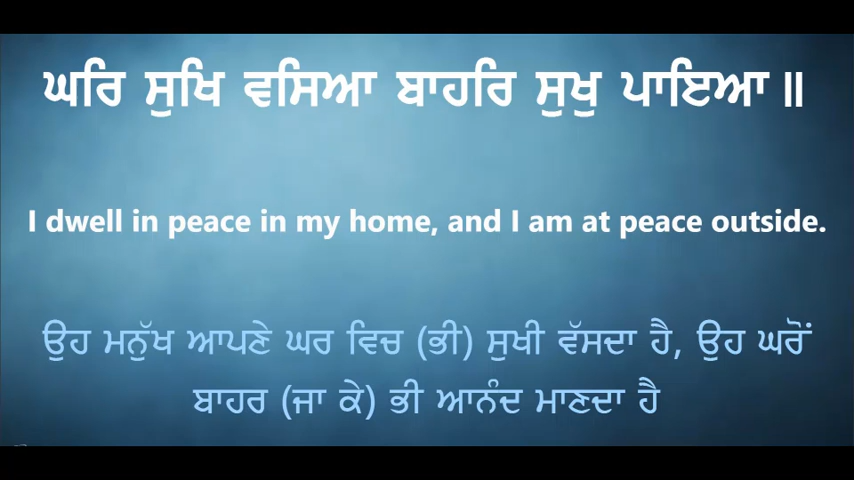 ਘਰਿ ਸੁਖਿ ਵਸਿਆ ਬਾਹਰਿ ਸੁਖੁ ਪਾਇਆ ॥
I dwell in peace in my home, and I am at peace outside.
ਉਹ ਮਨੁੱਖ ਆਪਣੇ ਘਰ ਵਿਚ (ਭੀ) ਸੁਖੀ ਵੱਸਦਾ ਹੈ, ਉਹ ਘਰੋਂ
ਬਾਹਰ (ਜਾ ਕੇ) ਭੀ ਆਨੰਦ ਮਾਣਦਾ ਹੈ